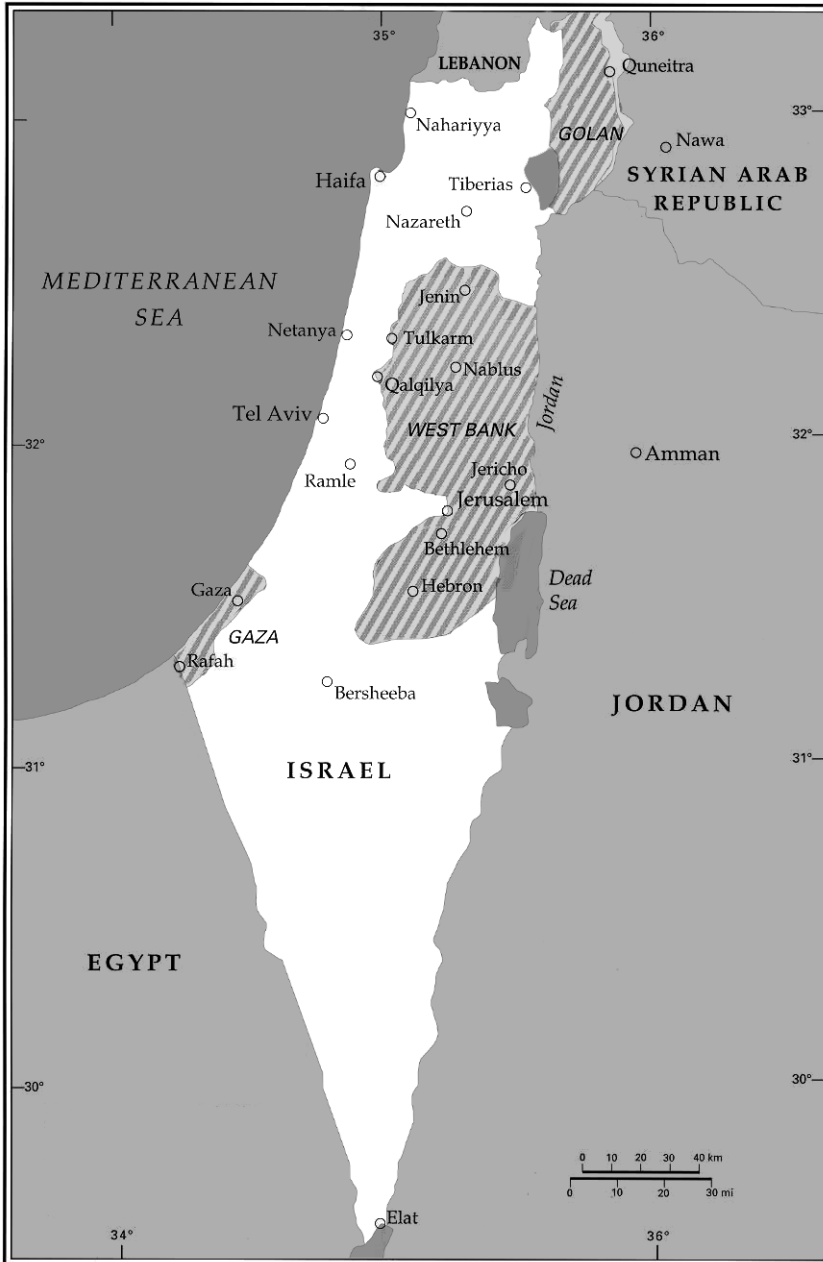 35°
36°
LEBANON
Quneitra
33°
Nahariyya
GOLAN
Nawa
Haifa
Tiberias
SYRIAN ARAB
REPUBLIC
Nazareth
MEDITERRANEAN
SEA
Jenin
Netanya
Tulkarm
Nablus
Qalqilya
Jordan
Tel Aviv
WEST BANK
32°
32°
Amman
Ramle
Jericho
Jerusalem
Bethlehem
Dead
Sea
Gaza
Hebron
GAZA
Rafah
Bersheeba
JORDAN
ISRAEL
31°
31°
EGYPT
30°
30°
0 10 20 30 40 km
0 10 20 30 mi
Elat
34°
36°